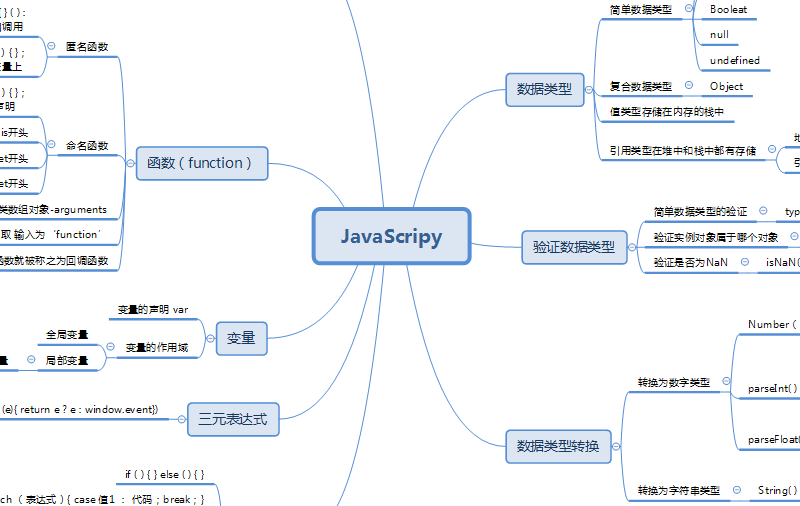 { } ( ) :
调用
匿名函数
) { } ;
量上
) { } ;
声明
is开头
命名函数
et开头
et开头
函数（function）
类数组对象-arguments
取 输入为‘function’
函数就被称之为回调函数
JavaScripy
变量的声明 var
全局变量
变量的作用域
变量
量
局部变量
(e){ return e ? e : window.event})
三元表达式
if ( ) { } else ( ) { }
ch （ 表达式 ) { case 值1 ： 代码 ; break ; }
简单数据类型
Booleat
null
undefined
数据类型
复合数据类型
Object
值类型存储在内存的栈中
引用类型在堆中和栈中都有存储
引
简单数据类型的验证
typ
验证数据类型
验证实例对象属于哪个对象
验证是否为NaN
isNaN(
Number（
转换为数字类型
parseInt( )
parseFloat(
数据类型转换
转换为字符串类型
String( )